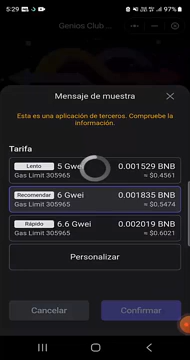 5:29
Genios Club ...
Mensaje de muestra
Esta es una aplicación de terceros. Compruebe la
información.
Tarifa
Lento 5 Gwei 0.001529 BNB
Gas Limit 305965 ≈ $0.4561
Recomendar 6 Gwei 0.001835 BNB
Gas Limit 305965 ≈ $0.5474
Rápido 6.6 Gwei 0.002019 BNB
Gas Limit 305965 ≈ $0.6021
Personalizar
Cancelar Confirmar